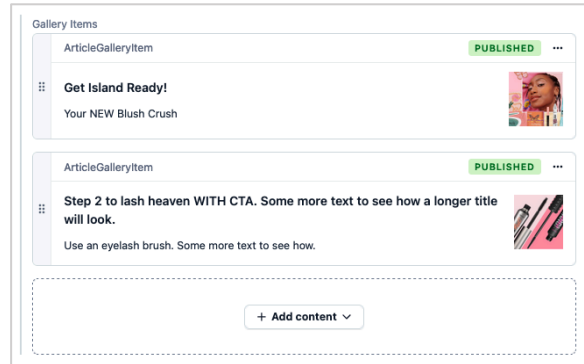 Gallery Items
ArticleGalleryItem
PUBLISHED
Get Island Ready!
Your NEW Blush Crush
ArticleGalleryItem
PUBLISHED
Step 2 to lash heaven WITH CTA. Some more text to see how a longer title
will look.
Use an eyelash brush. Some more text to see how.
+ Add content